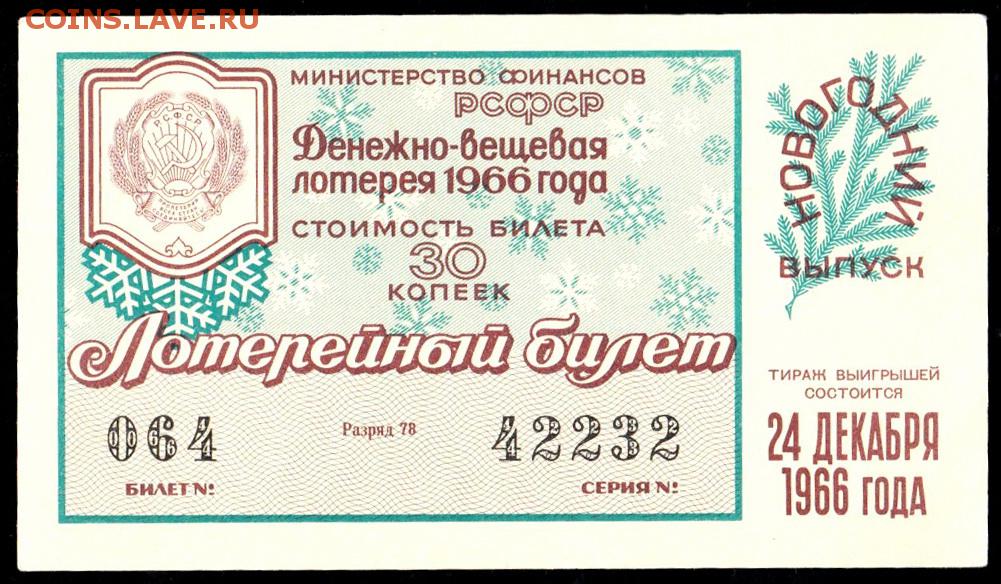 COINS.LAVE.RU
РСФСР
МИНИСТЕРСТВО ФИНАНСОВ
РСФСР
Денежно-вещевая
лотерея 1966 года
СТОИМОСТЬ БИЛЕТА
30
КОПЕЕК
Лотерейный билет
064
Разряд 78
42232
БИЛЕТ №:
СЕРИЯ №:
НОВОГОДНИЙ
ВЫПУСК
ТИРАЖ ВЫИГРЫШЕЙ
СОСТОИТСЯ
24 ДЕКАБРЯ
1966 ГОДА